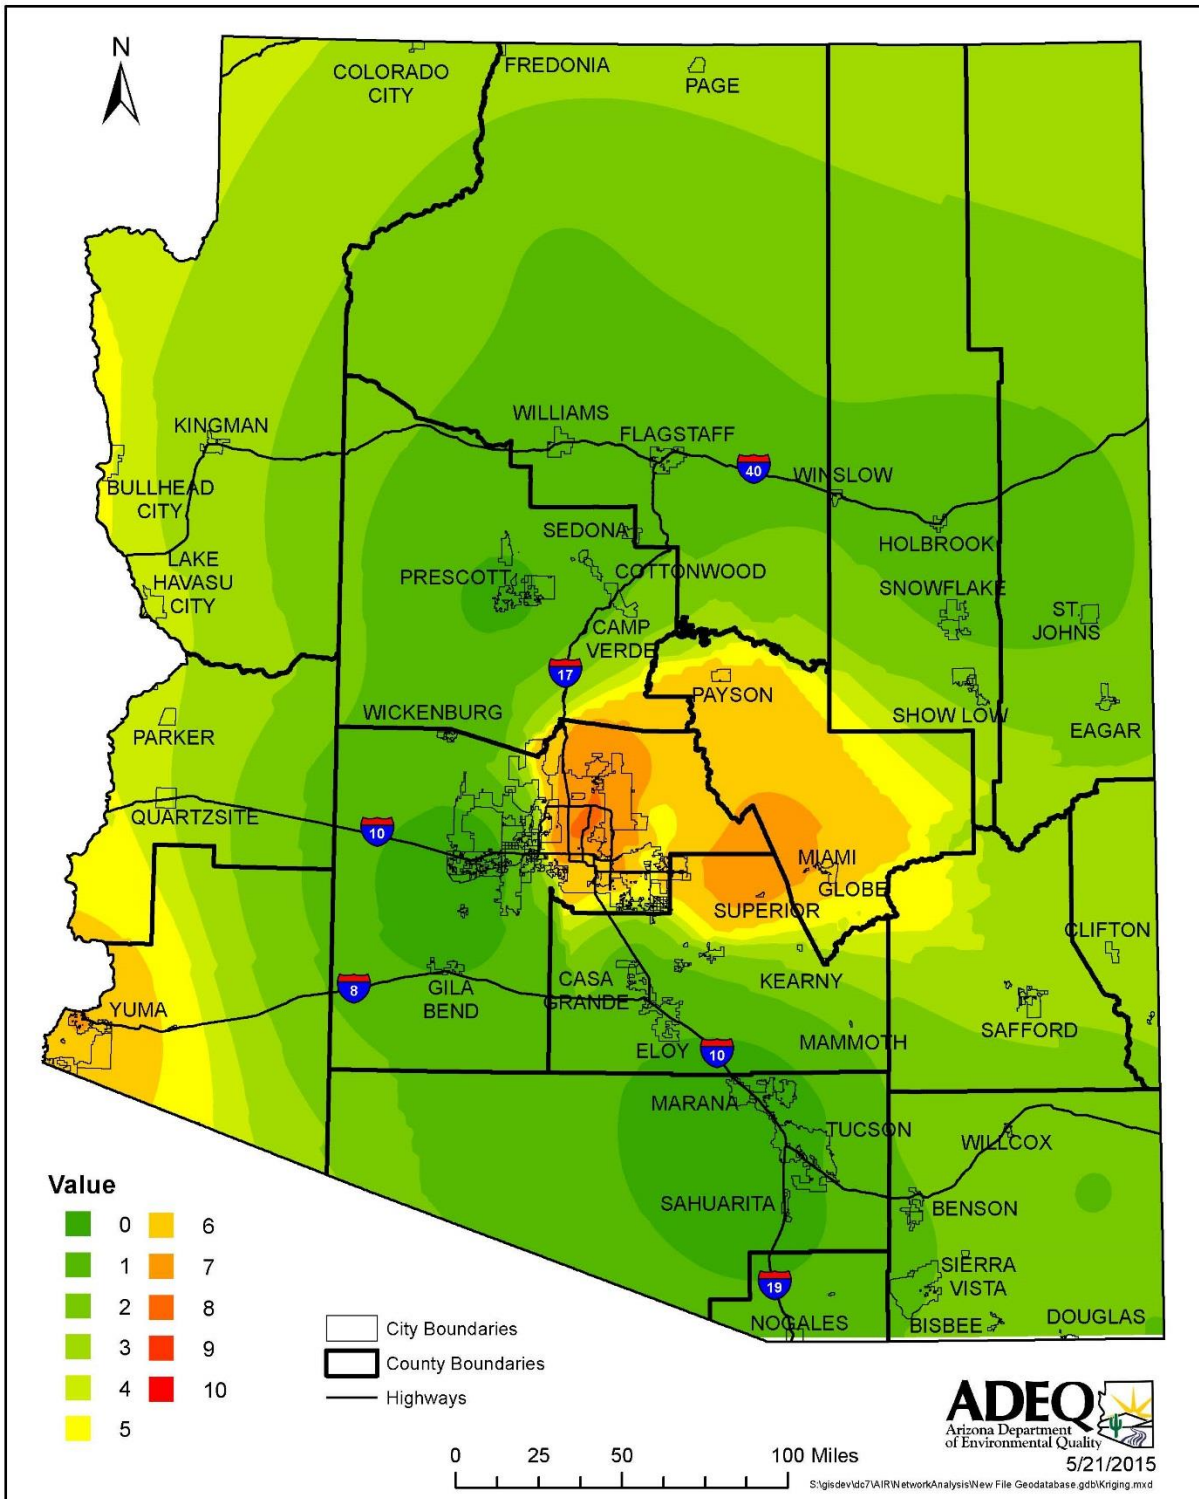 N
COLORADO
CITY
FREDONIA
PAGE
KINGMAN
WILLIAMS
FLAGSTAFF
40
WINSLOW
BULLHEAD
CITY
SEDONA
HOLBROOK
LAKE
HAVASU
CITY
PRESCOTT
COTTONWOOD
SNOWFLAKE
ST.
JOHNS
CAMP
VERDE
17
PAYSON
WICKENBURG
SHOW LOW
EAGAR
PARKER
QUARTZSITE
10
MIAMI
GLOBE
SUPERIOR
CLIFTON
CASA
GRANDE
KEARNY
GILA
BEND
8
YUMA
SAFFORD
ELOY
10
MAMMOTH
MARANA
TUCSON
WILLCOX
SAHUARITA
BENSON
SIERRA
VISTA
19
NOGALES
BISBEE
DOUGLAS
Value
0 6
1 7
2 8
3 9
4 10
5
City Boundaries
County Boundaries
Highways
0 25 50 100 Miles
ADEQ
Arizona Department
of Environmental Quality
5/21/2015
S:\gisdev\dc7\AIR\NetworkAnalysis\New File Geodatabase.gdb\Kriging.mxd